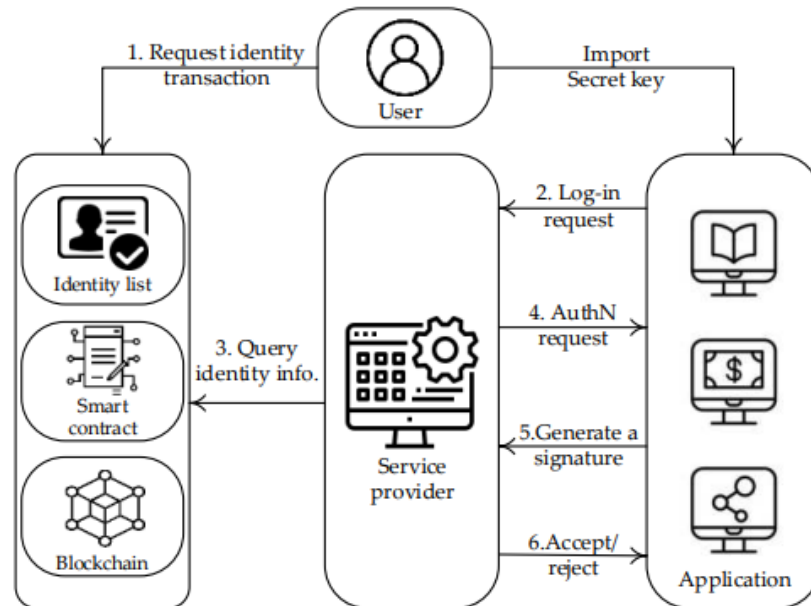 1. Request identity
transaction
User
Import
Secret key
Identity list
Smart
contract
Blockchain
3. Query
identity info.
Service
provider
2. Log-in
request
4. AuthN
request
5.Generate a
signature
6.Accept/
reject
$
Application